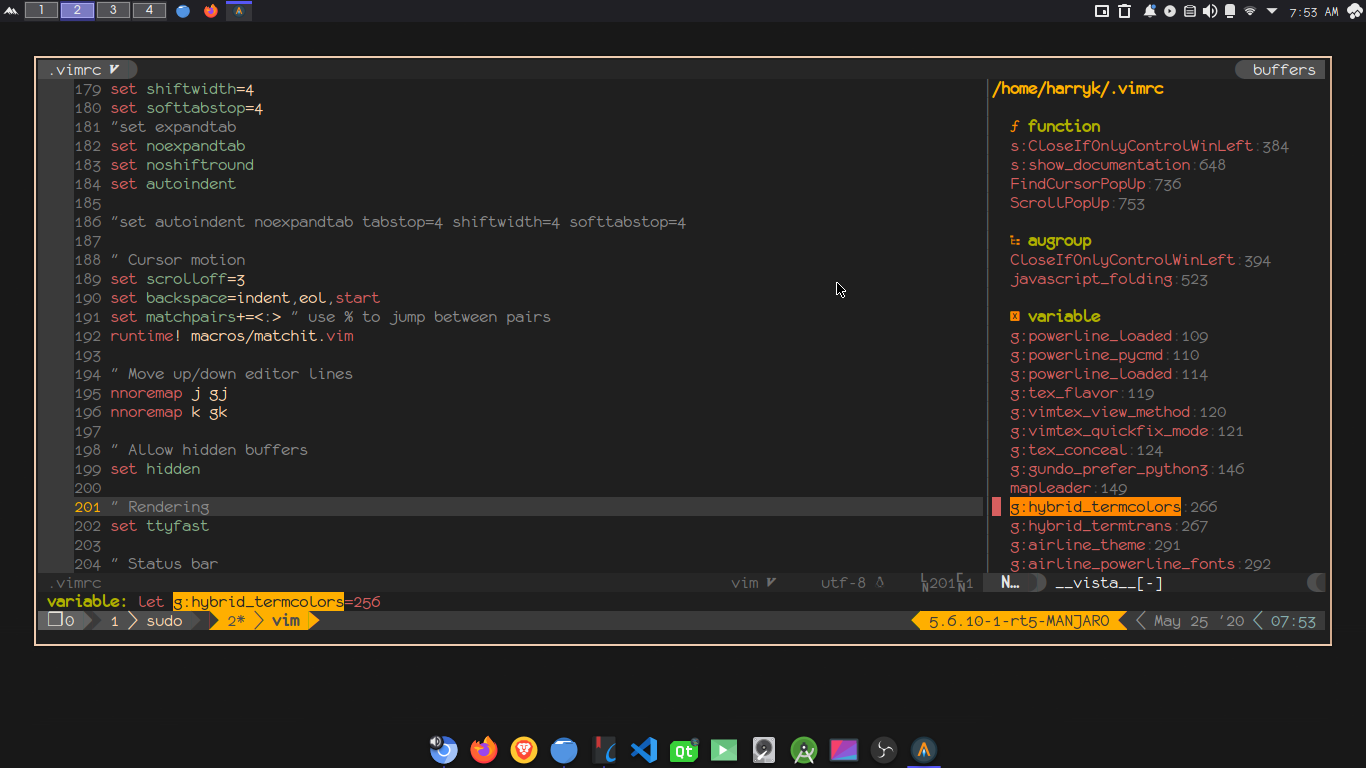 1 2 3 4 7:53 AM
.vimrc buffers
179 set shiftwidth=4
180 set softtabstop=4
181 "set expandtab
182 set noexpandtab
183 set noshiftround
184 set autoindent
185
186 "set autoindent noexpandtab tabstop=4 shiftwidth=4 softtabstop=4
187
188 " Cursor motion
189 set scrolloff=3
190 set backspace=indent,eol,start
191 set matchpairs+=<:> " use % to jump between pairs
192 runtime! macros/matchit.vim
193
194 " Move up/down editor lines
195 nnoremap j gj
196 nnoremap k gk
197
198 " Allow hidden buffers
199 set hidden
200
201 " Rendering
202 set ttyfast
203
204 " Status bar
/home/harryk/.vimrc
ƒ function
s:CloseIfOnlyControlWinLeft:384
s:show_documentation:648
FindCursorPopUp:736
ScrollPopUp:753
augroup
CloseIfOnlyControlWinLeft:394
javascript_folding:523
variable
g:powerline_loaded:109
g:powerline_pycmd:110
g:powerline_loaded:114
g:tex_flavor:119
g:vimtex_view_method:120
g:vimtex_quickfix_mode:121
g:tex_conceal:124
g:gundo_prefer_python3:146
mapleader:149
g:hybrid_termcolors:266
g:hybrid_termtrans:267
g:airline_theme:291
g:airline_powerline_fonts:292
.vimrc vim utf-8 LN 201 CN 1 N… __vista__[-]
variable: let g:hybrid_termcolors=256
0 1 sudo 2* vim 5.6.10-1-rt5-MANJARO May 25 '20 07:53
Qt